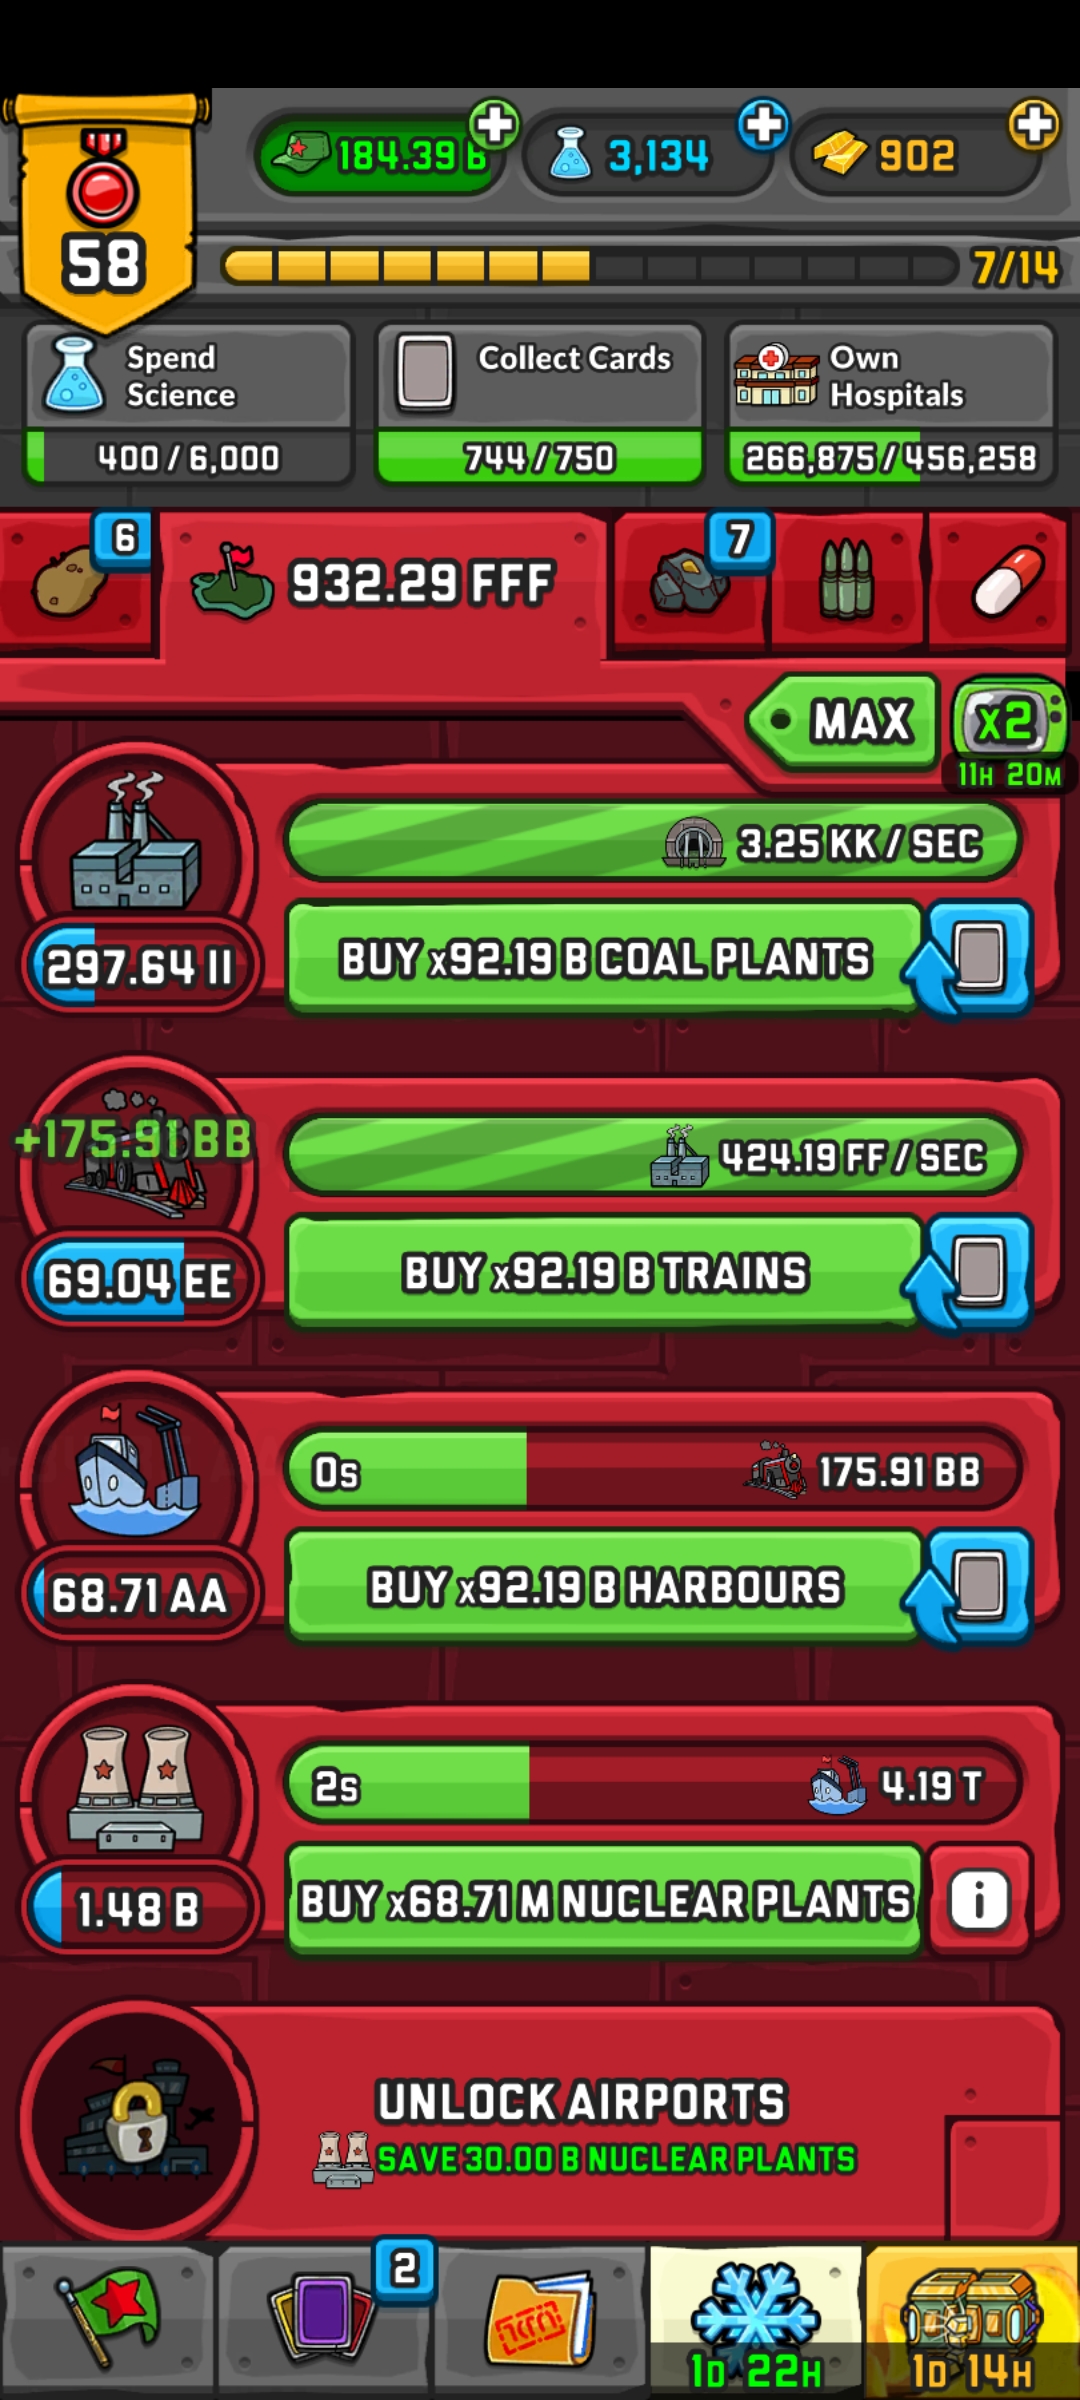 184.39 B
3,134
902
58
7/14
Spend
Science
400 / 6,000
Collect Cards
744 / 750
Own
Hospitals
266,875 / 456,258
6
932.29 FFF
7
MAX
x2
11H 20M
3.25 KK / SEC
297.64 II
BUY x92.19 B COAL PLANTS
+175.91 BB
424.19 FF / SEC
69.04 EE
BUY x92.19 B TRAINS
0s
175.91 BB
68.71 AA
BUY x92.19 B HARBOURS
2s
4.19 T
1.48 B
BUY x68.71 M NUCLEAR PLANTS
i
UNLOCK AIRPORTS
SAVE 30.00 B NUCLEAR PLANTS
2
1D 22H
1D 14H